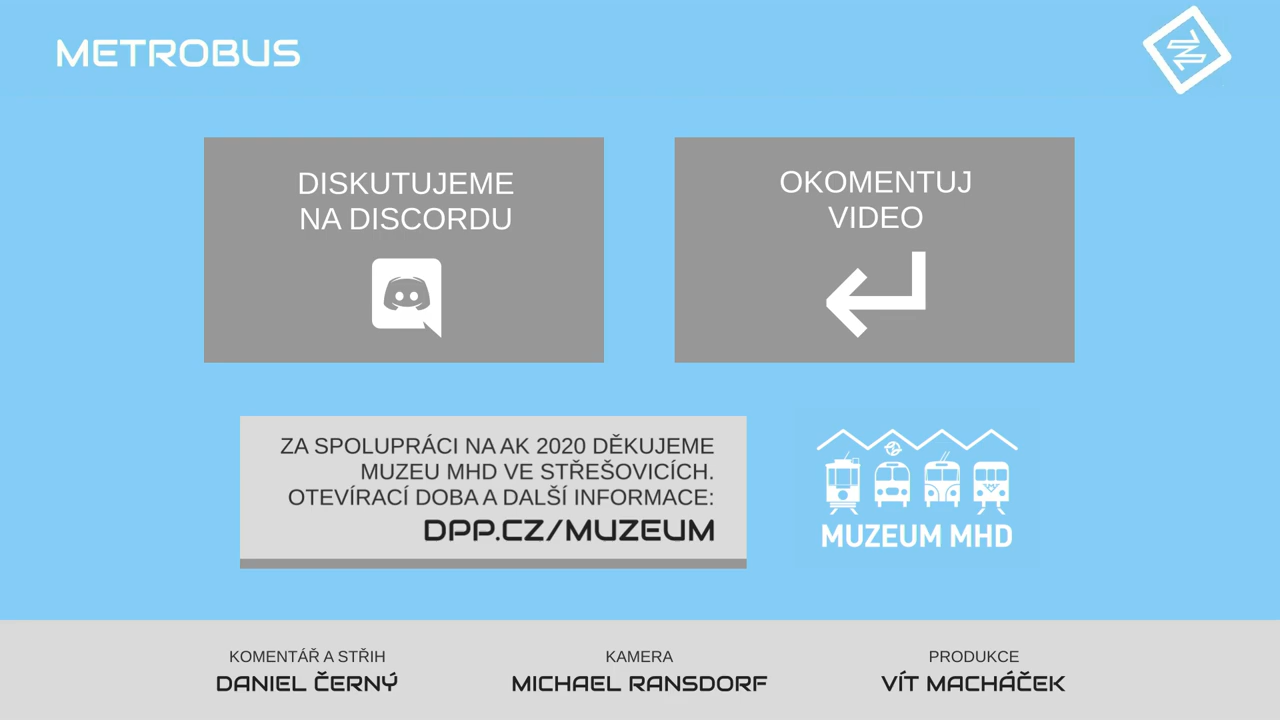 METROBUS
DISKUTUJEME
NA DISCORDU
OKOMENTUJ
VIDEO
ZA SPOLUPRÁCI NA AK 2020 DĚKUJEME
MUZEU MHD VE STŘEŠOVICÍCH.
OTEVÍRACÍ DOBA A DALŠÍ INFORMACE:
DPP.CZ/MUZEUM
MUZEUM MHD
KOMENTÁŘ A STŘIH
DANIEL ČERNÝ
KAMERA
MICHAEL RANSDORF
PRODUKCE
VÍT MACHÁČEK